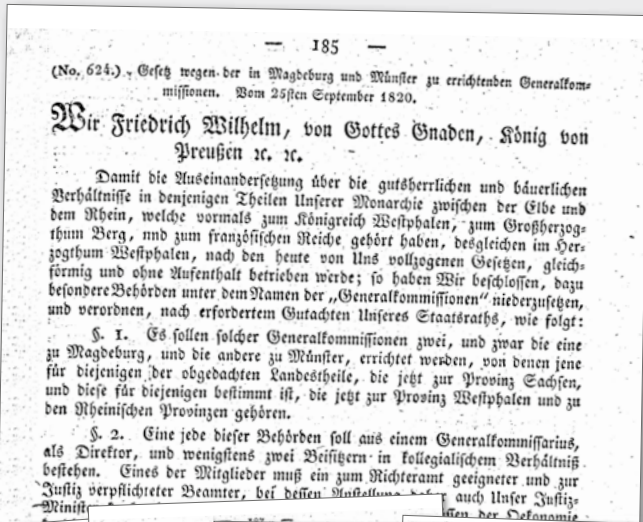 — 185 —
(No. 624.) Gesetz wegen der in Magdeburg und Münster zu errichtenden Generalkom-
missionen. Vom 25sten September 1820.
Wir Friedrich Wilhelm, von Gottes Gnaden, König von
Preußen ꝛc. ꝛc.
Damit die Auseinandersetzung über die gutsherrlichen und bäuerlichen
Verhältnisse in denjenigen Theilen Unserer Monarchie zwischen der Elbe und
dem Rhein, welche vormals zum Königreich Westphalen, zum Großherzog-
thum Berg, nnd zum französischen Reiche gehört haben, desgleichen im Her-
zogthum Westphalen, nach den heute von Uns vollzogenen Gesetzen, gleich-
förmig und ohne Aufenthalt betrieben werde; so haben Wir beschlossen, dazu
besondere Behörden unter dem Namen der „Generalkommissionen“ niederzusetzen,
und verordnen, nach erfordertem Gutachten Unseres Staatsraths, wie folgt:
§. 1. Es sollen solcher Generalkommissionen zwei, und zwar die eine
zu Magdeburg, und die andere zu Münster, errichtet werden, von denen jene
für diejenigen der obgedachten Landestheile, die jetzt zur Provinz Sachsen,
und diese für diejenigen bestimmt ist, die jetzt zur Provinz Westphalen und zu
den Rheinischen Provinzen gehören.
§. 2. Eine jede dieser Behörden soll aus einem Generalkommissarius,
als Direktor, und wenigstens zwei Beisitzern in kollegialischem Verhältniß
bestehen. Eines der Mitglieder muß ein zum Richteramt geeigneter und zur
Justiz verpflichteter Beamter, bei dessen Anstellung daher auch Unser Justiz-
der Oekonomie